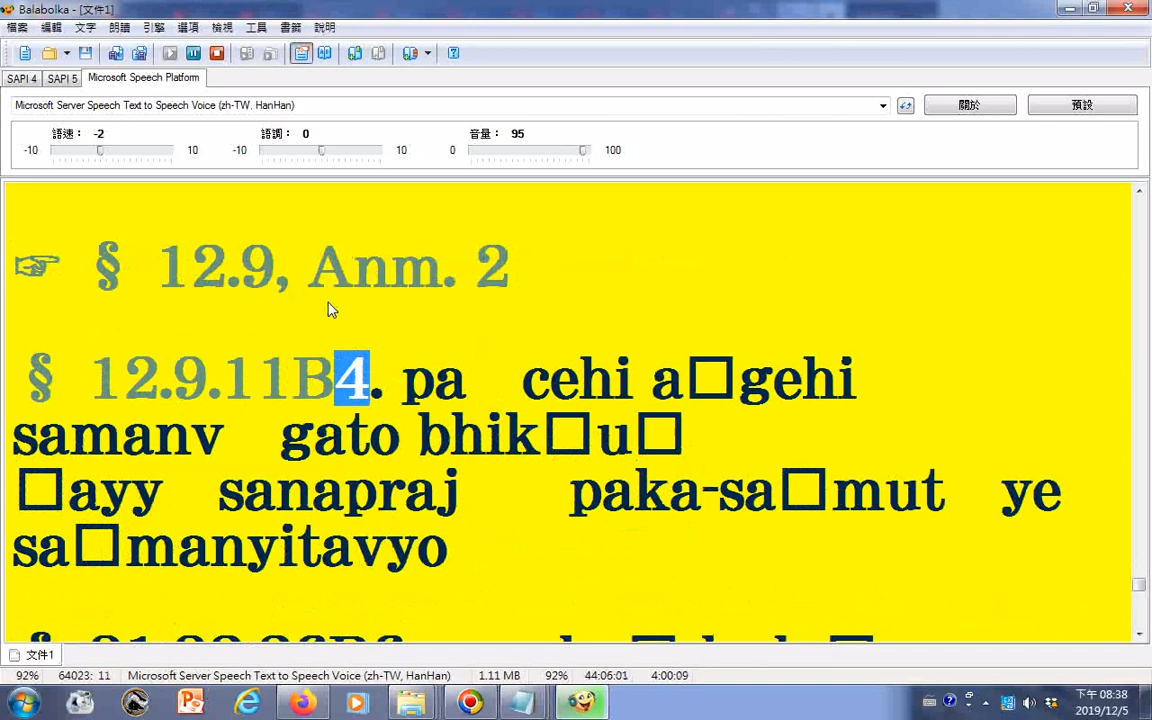 Balabolka - [文件1]
檔案 編輯 文字 朗讀 引擎 選項 檢視 工具 書籤 說明
SAPI 4 SAPI 5 Microsoft Speech Platform
Microsoft Server Speech Text to Speech Voice (zh-TW, HanHan) 關於 預設
語速： -2 語調： 0 音量： 95
-10 10 -10 10 0 100
☞ § 12.9, Anm. 2
§ 12.9.11B4. pa cehi a□gehi
samanv gato bhik□u□
□ayy sanapraj paka-sa□mut ye
sa□manyitavyo
文件1
92% 64023: 11 Microsoft Server Speech Text to Speech Voice (zh-TW, HanHan) 1.11 MB 92% 44:06:01 4:00:09
下午 08:38
2019/12/5